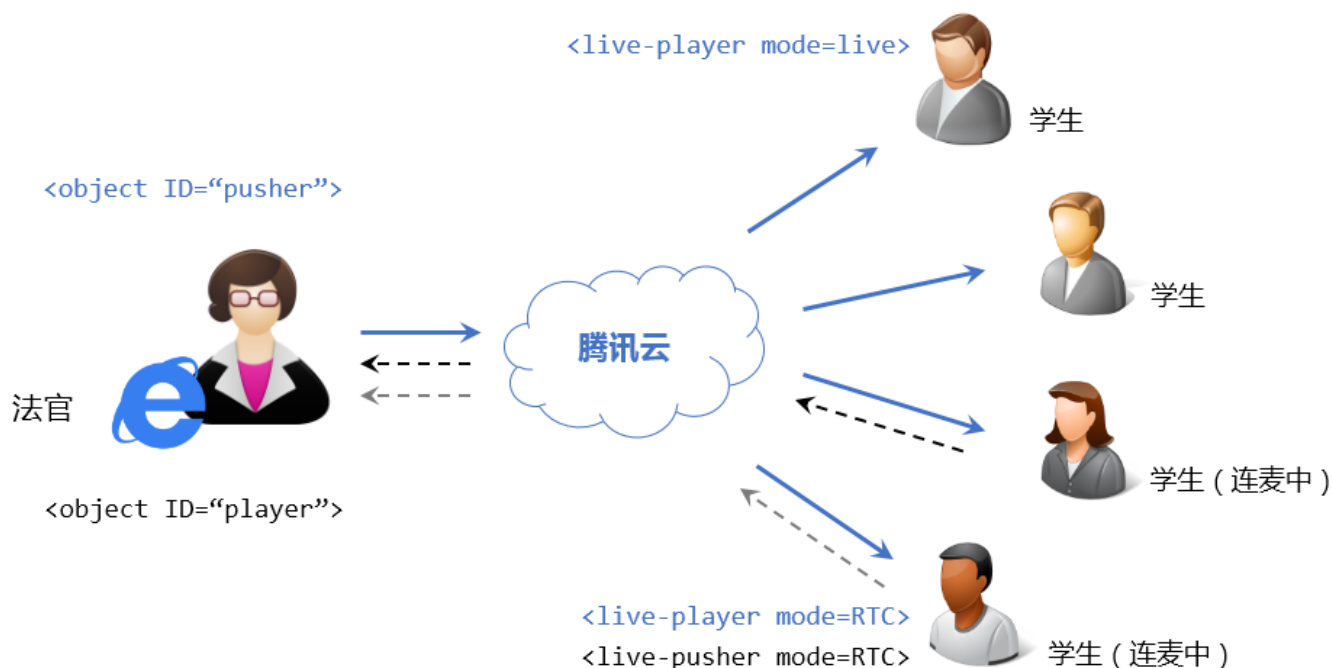 <live-player mode=live>
学生
<object ID=“pusher”>
学生
腾讯云
法官
学生（连麦中）
<object ID=“player”>
<live-player mode=RTC>
<live-pusher mode=RTC>
学生（连麦中）